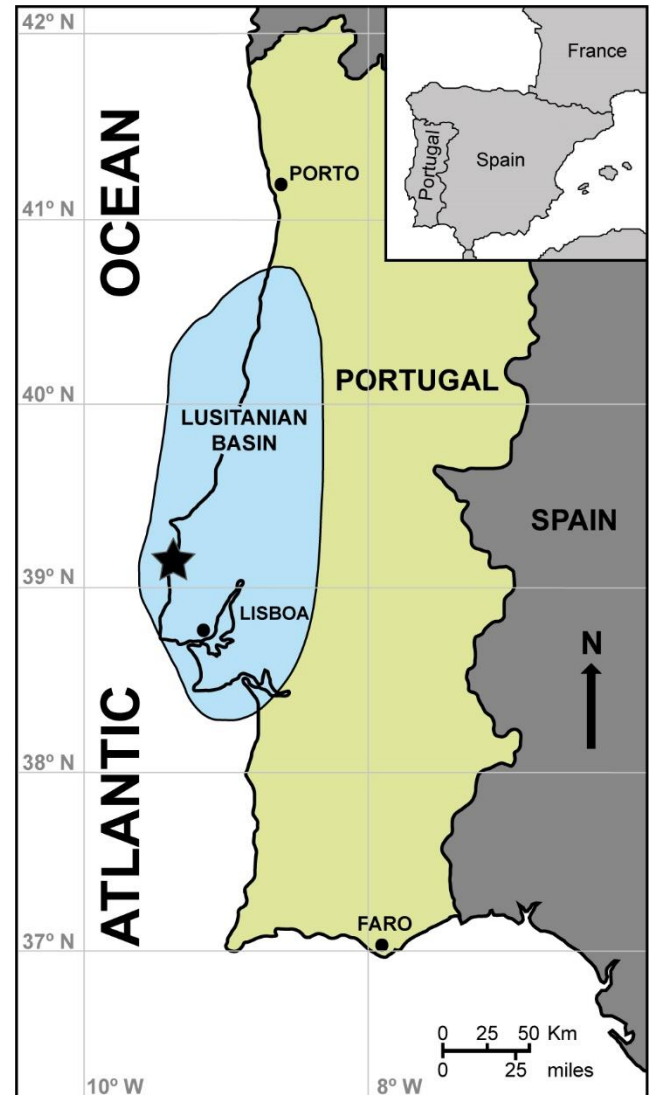 42º N
France
Portugal
Spain
OCEAN
PORTO
41º N
PORTUGAL
40º N
LUSITANIAN
BASIN
SPAIN
39º N
LISBOA
N
ATLANTIC
38º N
FARO
37º N
0 25 50 Km
0 25 miles
10º W
8º W